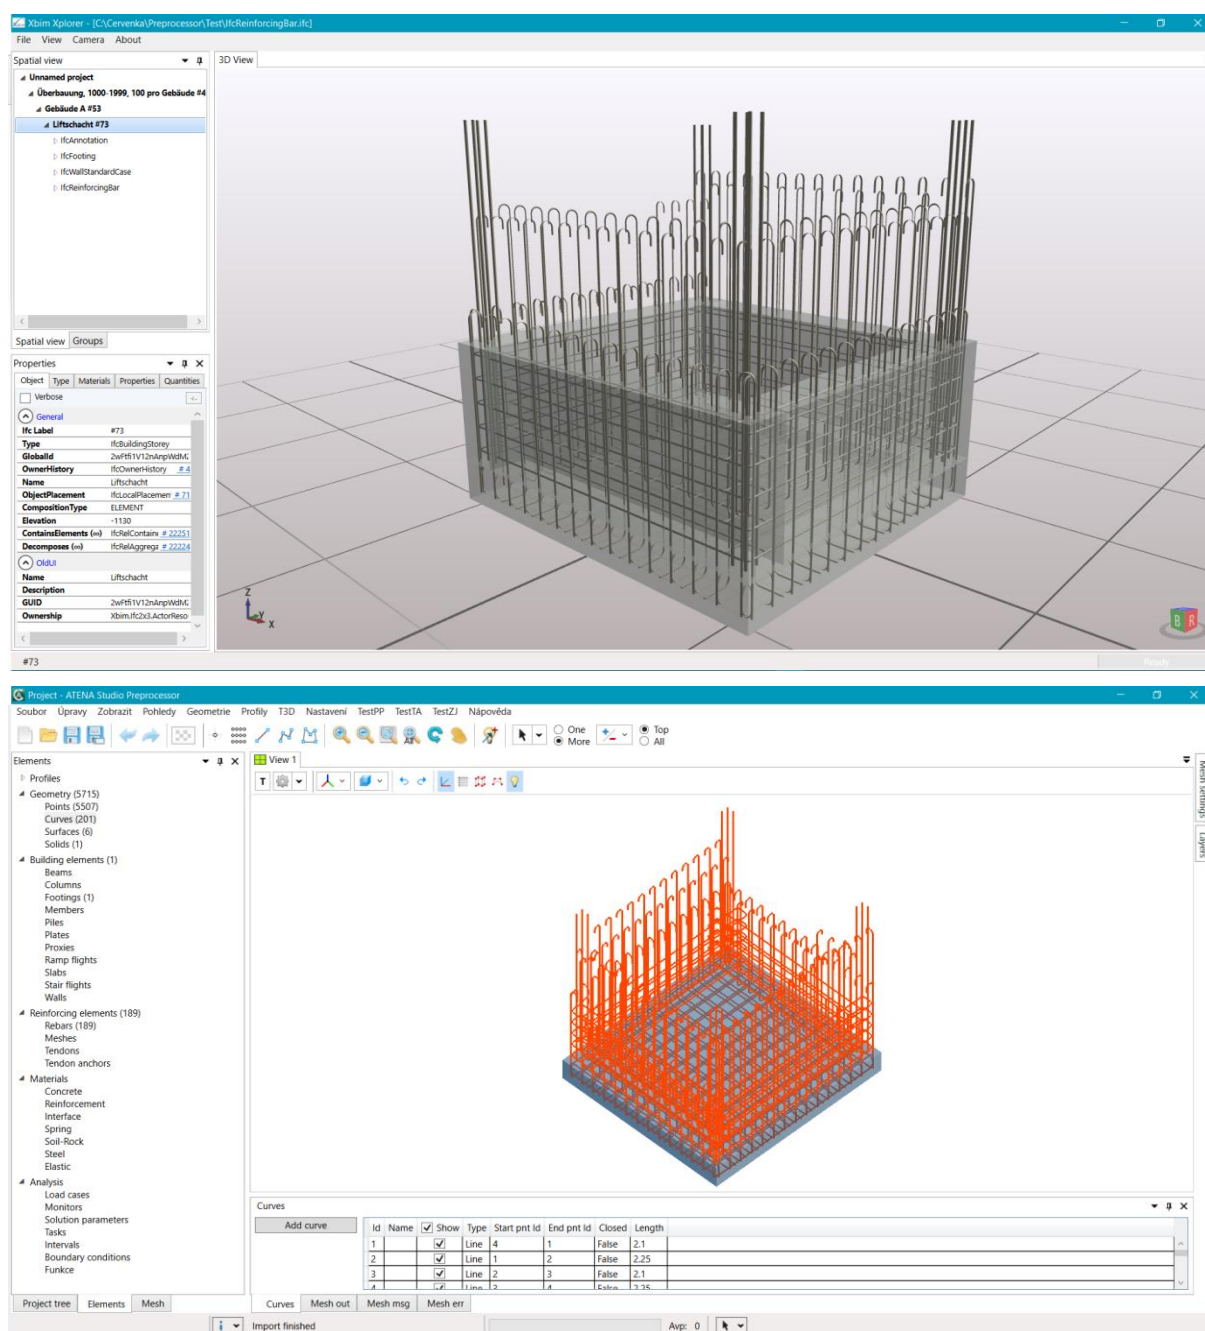 Xbim Xplorer - [C:\Cervenka\Preprocessor\Test\IfcReinforcingBar.ifc]
File View Camera About
Spatial view
3D View
Unnamed project
Überbauung, 1000-1999, 100 pro Gebäude #4
Gebäude A #53
Liftschacht #73
IfcAnnotation
IfcFooting
IfcWallStandardCase
IfcReinforcingBar
Spatial view Groups
Properties
Object Type Materials Properties Quantities
Verbose
General
Ifc Label #73
Type IfcBuildingStorey
GlobalId
OwnerHistory IfcOwnerHistory # 4
Name Liftschacht
ObjectPlacement IfcLocalPlacemen # 71
CompositionType ELEMENT
Elevation -1130
ContainsElements (∞) IfcRelContain # 22251
Decomposes (∞) IfcRelAggrega # 22224
OldUI
Name Liftschacht
Description
GUID
Ownership Xbim.Ifc2x3.ActorReso
Z
Y
X
B R
#73
Ready
Project - ATENA Studio Preprocessor
Soubor Úpravy Zobrazit Pohledy Geometrie Profily T3D Nastavení TestPP TestTA TestZJ Nápověda
One
More
Top
All
Elements
View 1
Mesh settings
Layers
T
Profiles
Geometry (5715)
Points (5507)
Curves (201)
Surfaces (6)
Solids (1)
Building elements (1)
Beams
Columns
Footings (1)
Members
Piles
Plates
Proxies
Ramp flights
Slabs
Stair flights
Walls
Reinforcing elements (189)
Rebars (189)
Meshes
Tendons
Tendon anchors
Materials
Concrete
Reinforcement
Interface
Spring
Soil-Rock
Steel
Elastic
Analysis
Load cases
Monitors
Solution parameters
Tasks
Intervals
Boundary conditions
Funkce
Curves
Add curve
Id Name Show Type Start pnt Id End pnt Id Closed Length
1 Line 4 1 False 2.1
2 Line 1 2 False 2.25
3 Line 2 3 False 2.1
4 Line 3 4 False 2.25
Project tree Elements Mesh
Curves Mesh out Mesh msg Mesh err
Import finished
Avp: 0